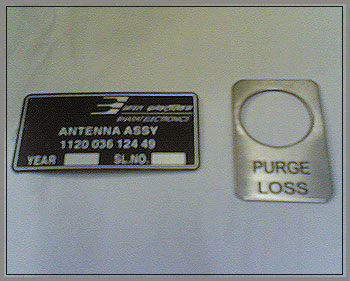 BHARAT ELECTRONICS
ANTENNA ASSY
1120 036 124 49
YEAR SL.NO.
PURGE
LOSS